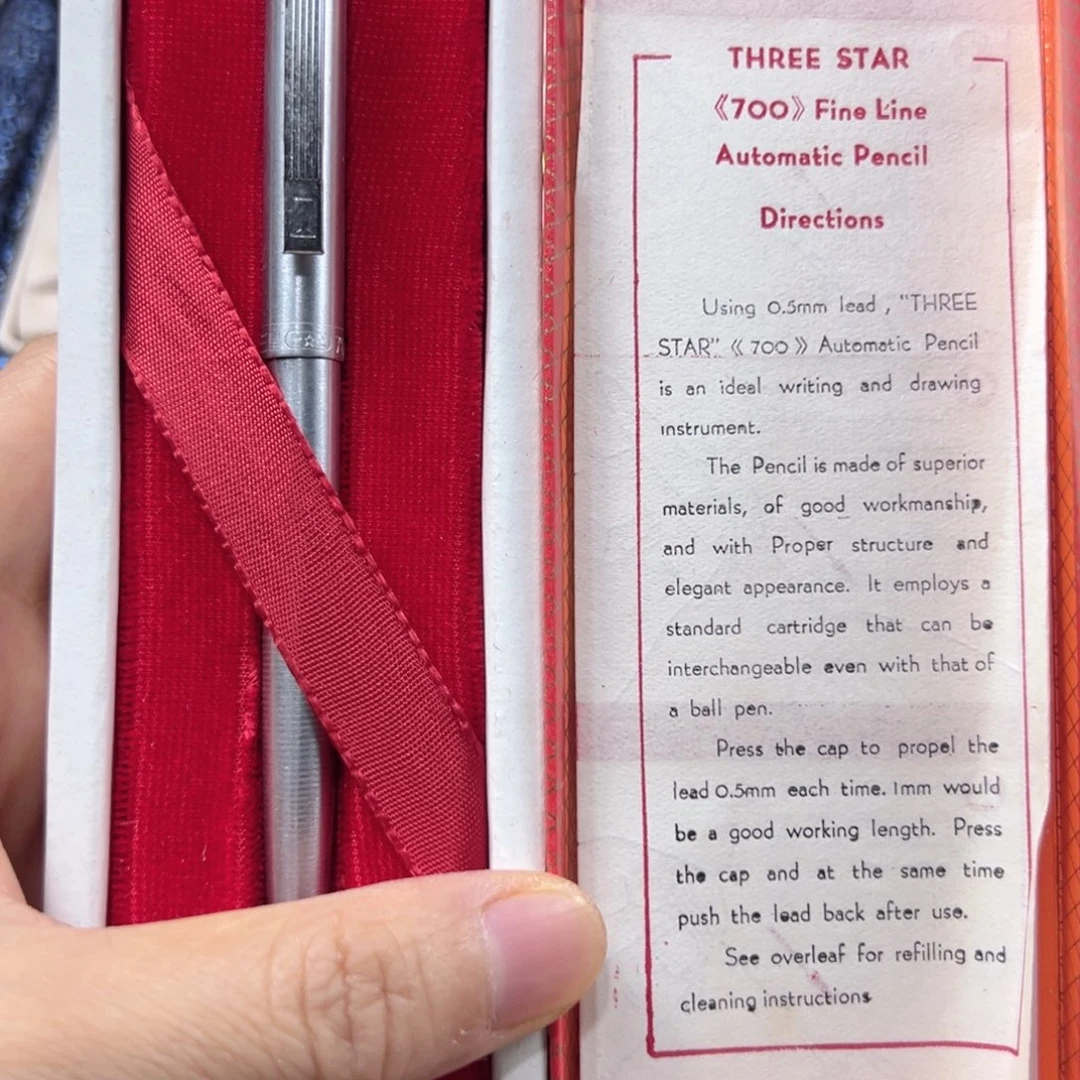 THREE STAR
《700》Fine Line
Automatic Pencil
Directions
Using 0.5mm lead , "THREE
STAR" 《 700 》 Automatic Pencil
is an ideal writing and drawing
instrument.
The Pencil is made of superior
materials, of good workmanship,
and with Proper structure and
elegant appearance. It employs a
standard cartridge that can be
interchangeable even with that of
a ball pen.
Press the cap to propel the
lead 0.5mm each time. 1mm would
be a good working length. Press
the cap and at the same time
push the lead back after use.
See overleaf for refilling and
cleaning instructions